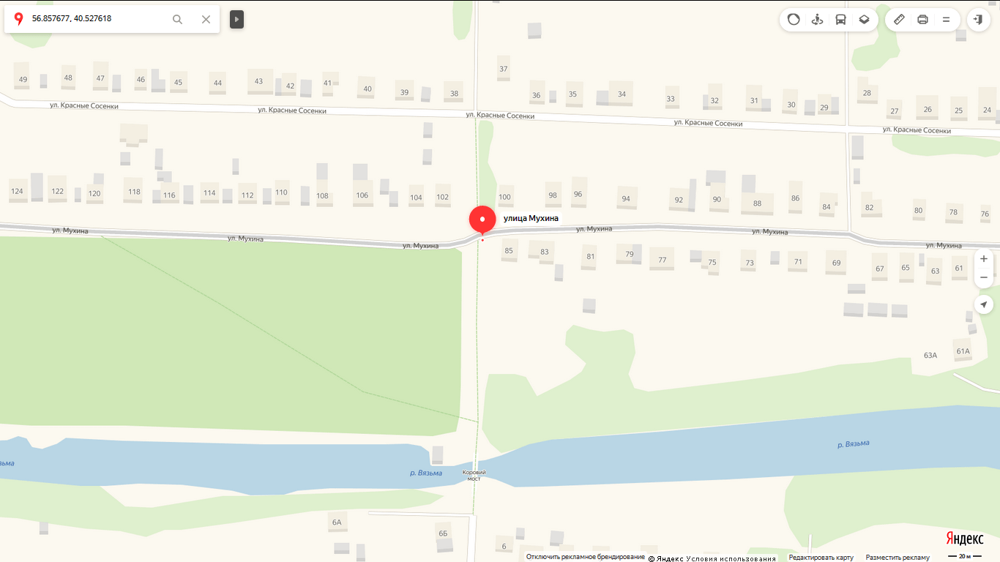 56.857677, 40.527618
37
49
48
47
46
45
44
43
42
41
40
39
38
36
35
34
33
32
31
30
29
28
27
26
25
24
ул. Красные Сосенки
ул. Красные Сосенки
ул. Красные Сосенки
ул. Красные Сосенки
ул. Красные Сосенки
124
122
120
118
116
114
112
110
108
106
104
102
100
98
96
94
92
90
88
86
84
82
80
78
76
улица Мухина
ул. Мухина
ул. Мухина
ул. Мухина
ул. Мухина
ул. Мухина
ул. Мухина
85
83
81
79
77
75
73
71
69
67
65
63
61
63А
61А
р. Вязьма
зьма
р. Вязьма
Коровий
мост
6А
6Б
6
Яндекс
Отключить рекламное брендирование
© Яндекс Условия использования
Редактировать карту
Разместить рекламу
20 м